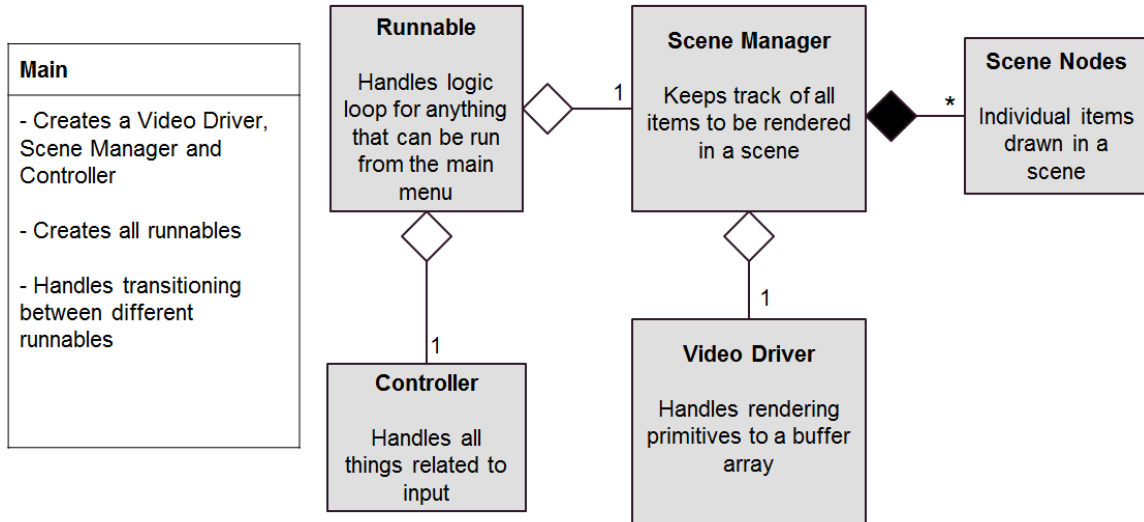 Main
- Creates a Video Driver,
Scene Manager and
Controller
- Creates all runnables
- Handles transitioning
between different
runnables
Runnable
Handles logic
loop for anything
that can be run
from the main
menu
1
Scene Manager
Keeps track of all
items to be rendered
in a scene
*
Scene Nodes
Individual items
drawn in a
scene
1
Controller
Handles all
things related to
input
1
Video Driver
Handles rendering
primitives to a buffer
array